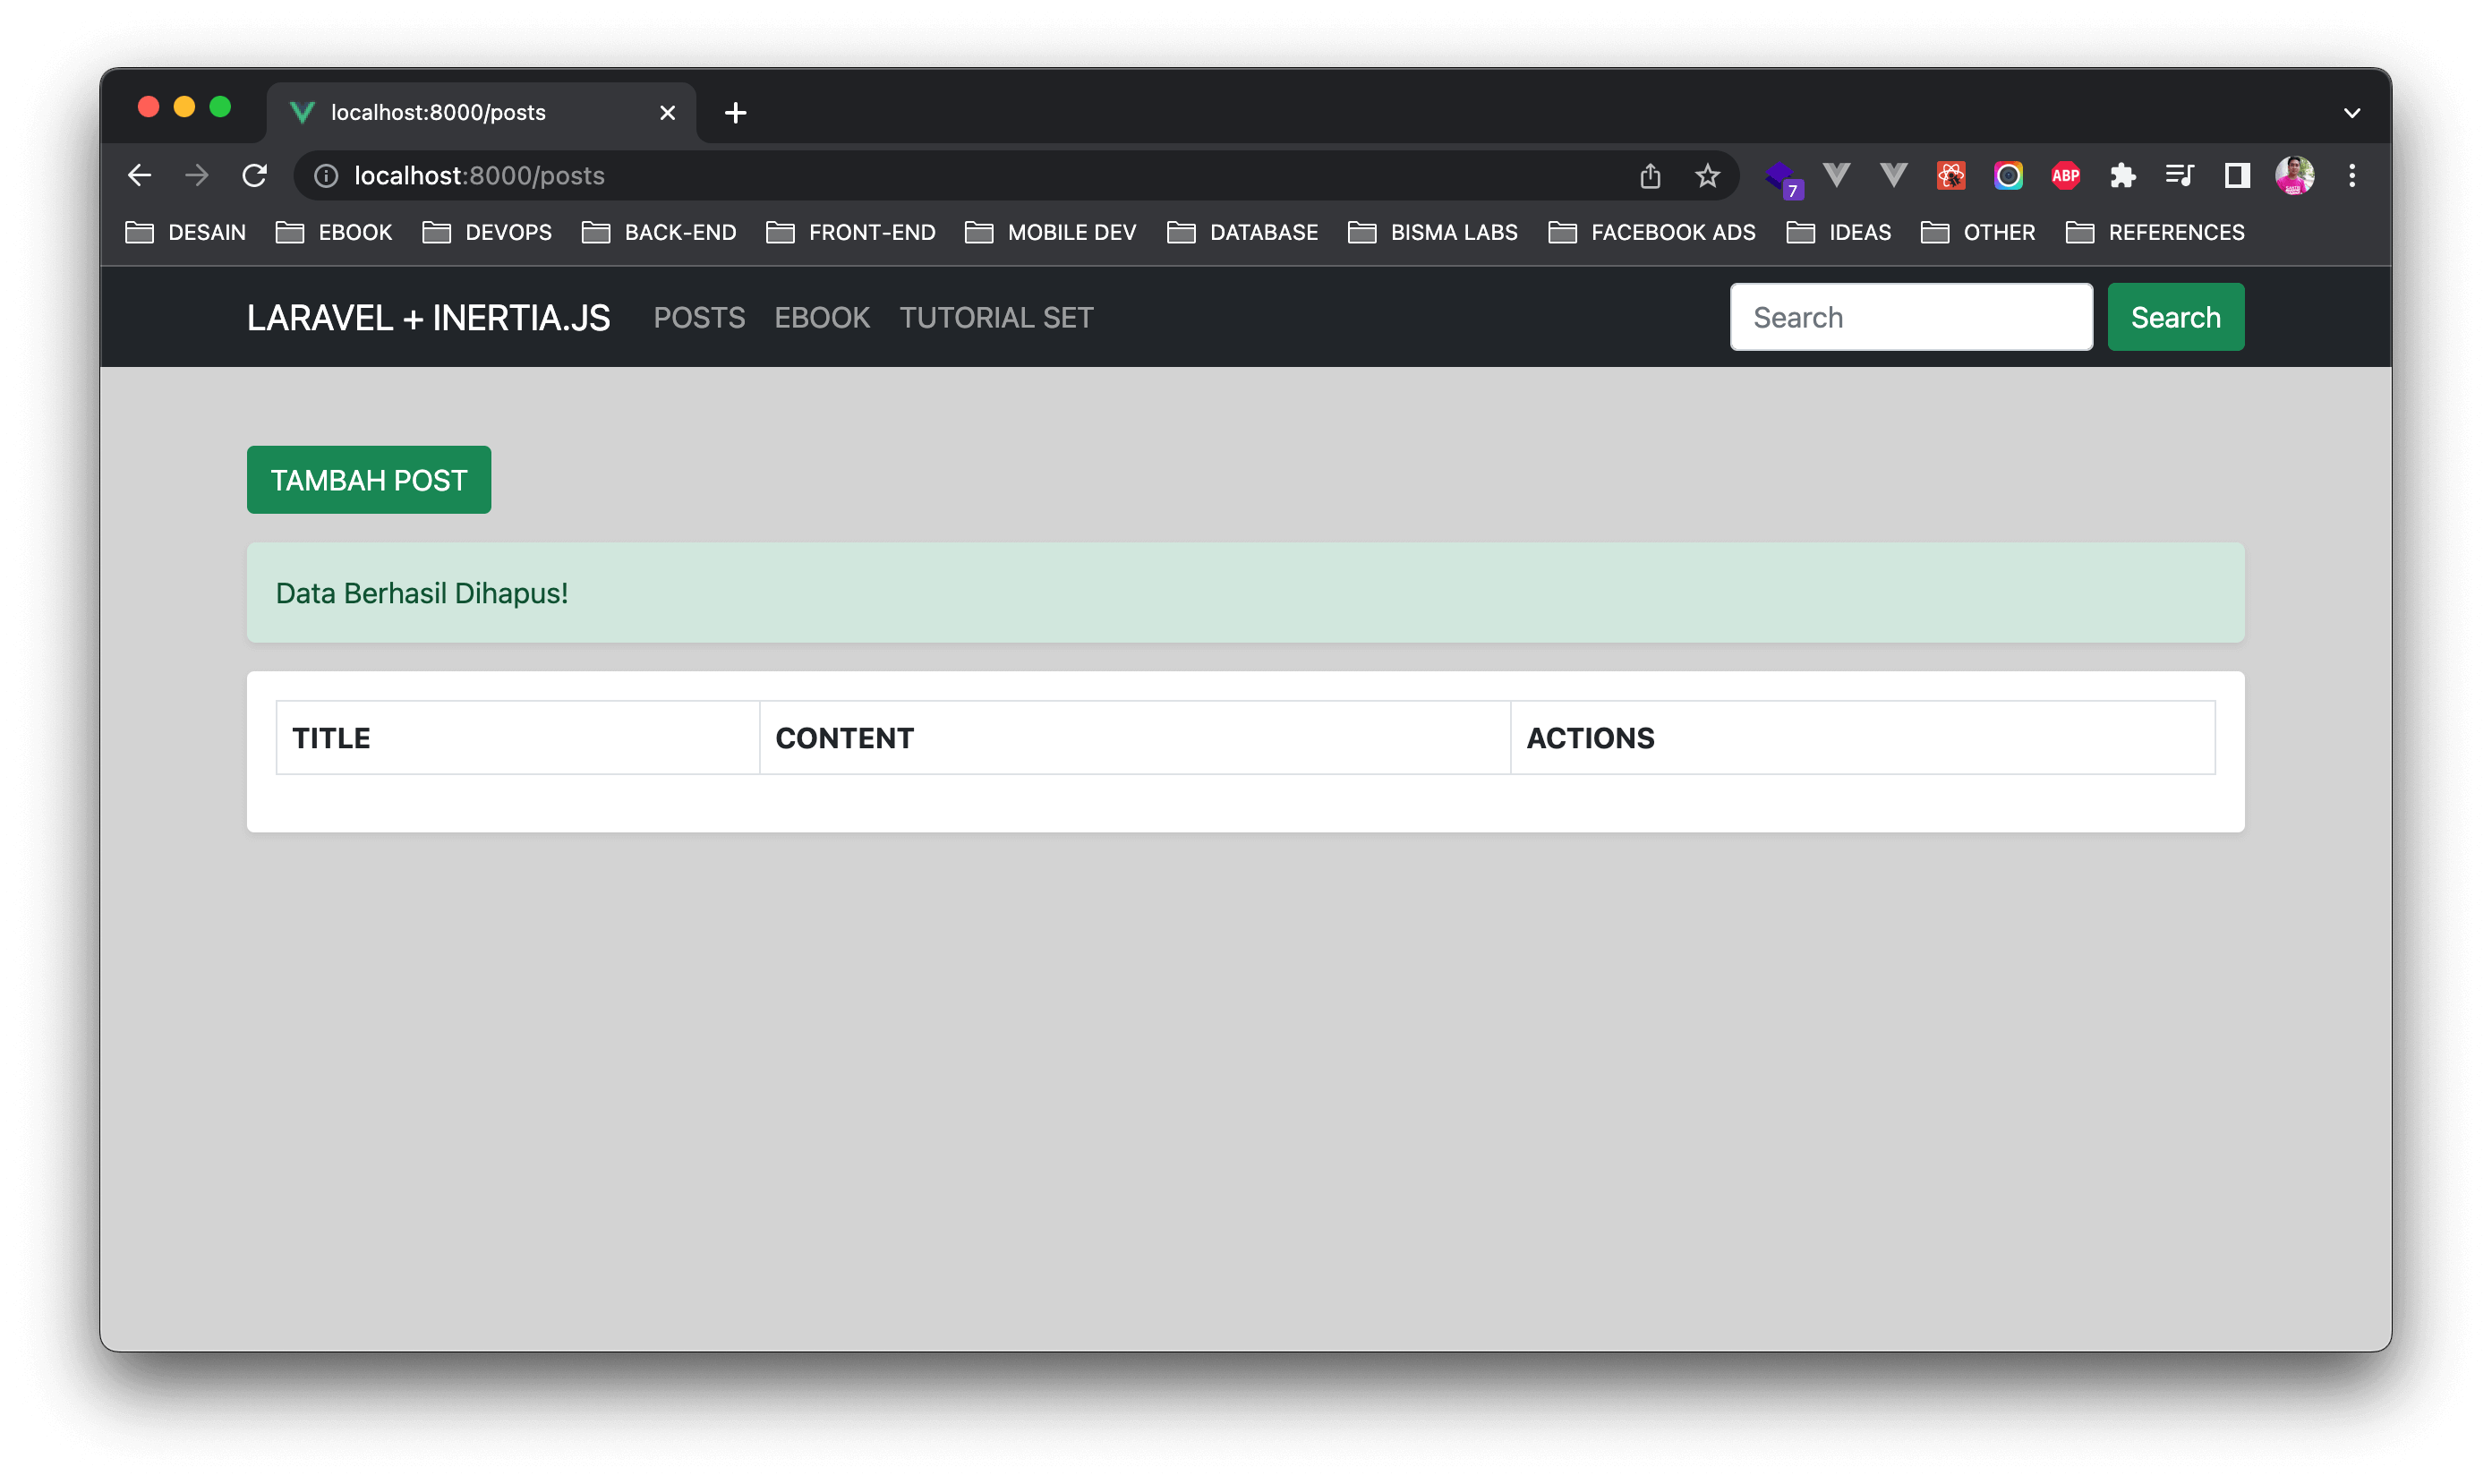 localhost:8000/posts
localhost:8000/posts
7
ABP
DESAIN EBOOK DEVOPS BACK-END FRONT-END MOBILE DEV DATABASE BISMA LABS FACEBOOK ADS IDEAS OTHER REFERENCES
LARAVEL + INERTIA.JS POSTS EBOOK TUTORIAL SET Search Search
TAMBAH POST
Data Berhasil Dihapus!
TITLE CONTENT ACTIONS